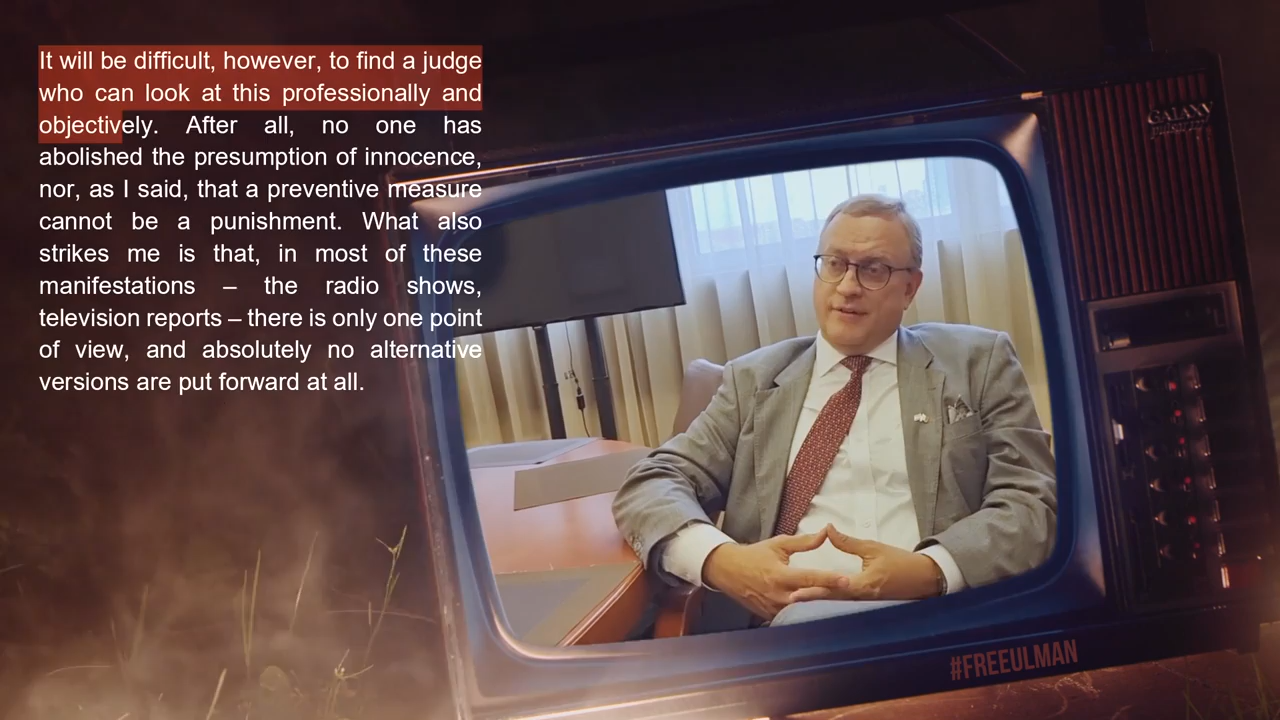 It will be difficult, however, to find a judge
who can look at this professionally and
objectively. After all, no one has
abolished the presumption of innocence,
nor, as I said, that a preventive measure
cannot be a punishment. What also
strikes me is that, in most of these
manifestations – the radio shows,
television reports – there is only one point
of view, and absolutely no alternative
versions are put forward at all.
GALAXY
#FREEULMAN